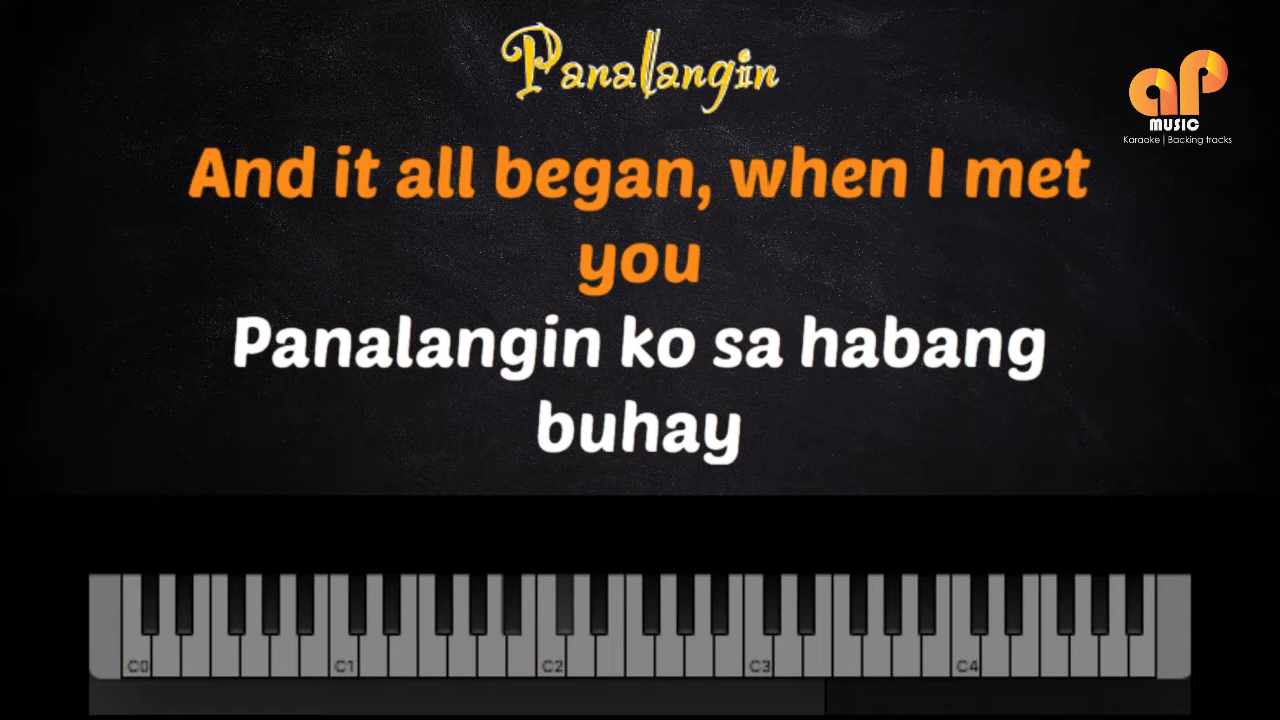 Panalangin
aP
MUSIC
Karaoke | Backing tracks
And it all began, when I met
you
Panalangin ko sa habang
buhay
C0 C1 C2 C3 C4